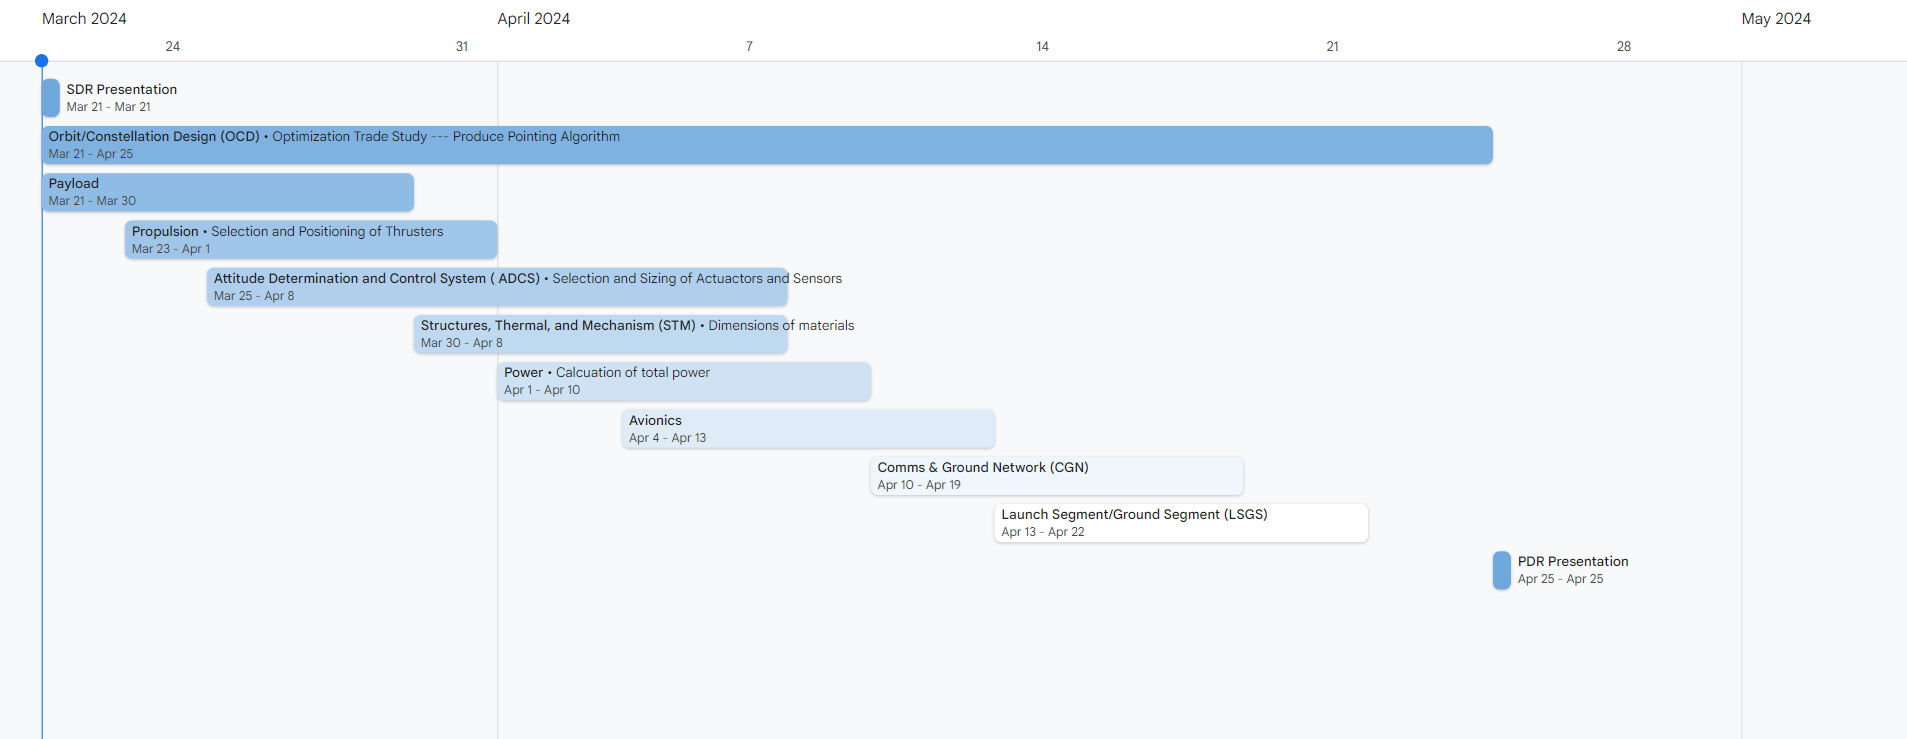 March 2024
April 2024
May 2024
24
31
7
14
21
28
SDR Presentation
Mar 21 - Mar 21
Orbit/Constellation Design (OCD) • Optimization Trade Study --- Produce Pointing Algorithm
Mar 21 - Apr 25
Payload
Mar 21 - Mar 30
Propulsion • Selection and Positioning of Thrusters
Mar 23 - Apr 1
Attitude Determination and Control System ( ADCS) • Selection and Sizing of Actuactors and Sensors
Mar 25 - Apr 8
Structures, Thermal, and Mechanism (STM) • Dimensions of materials
Mar 30 - Apr 8
Power • Calcuation of total power
Apr 1 - Apr 10
Avionics
Apr 4 - Apr 13
Comms & Ground Network (CGN)
Apr 10 - Apr 19
Launch Segment/Ground Segment (LSGS)
Apr 13 - Apr 22
PDR Presentation
Apr 25 - Apr 25